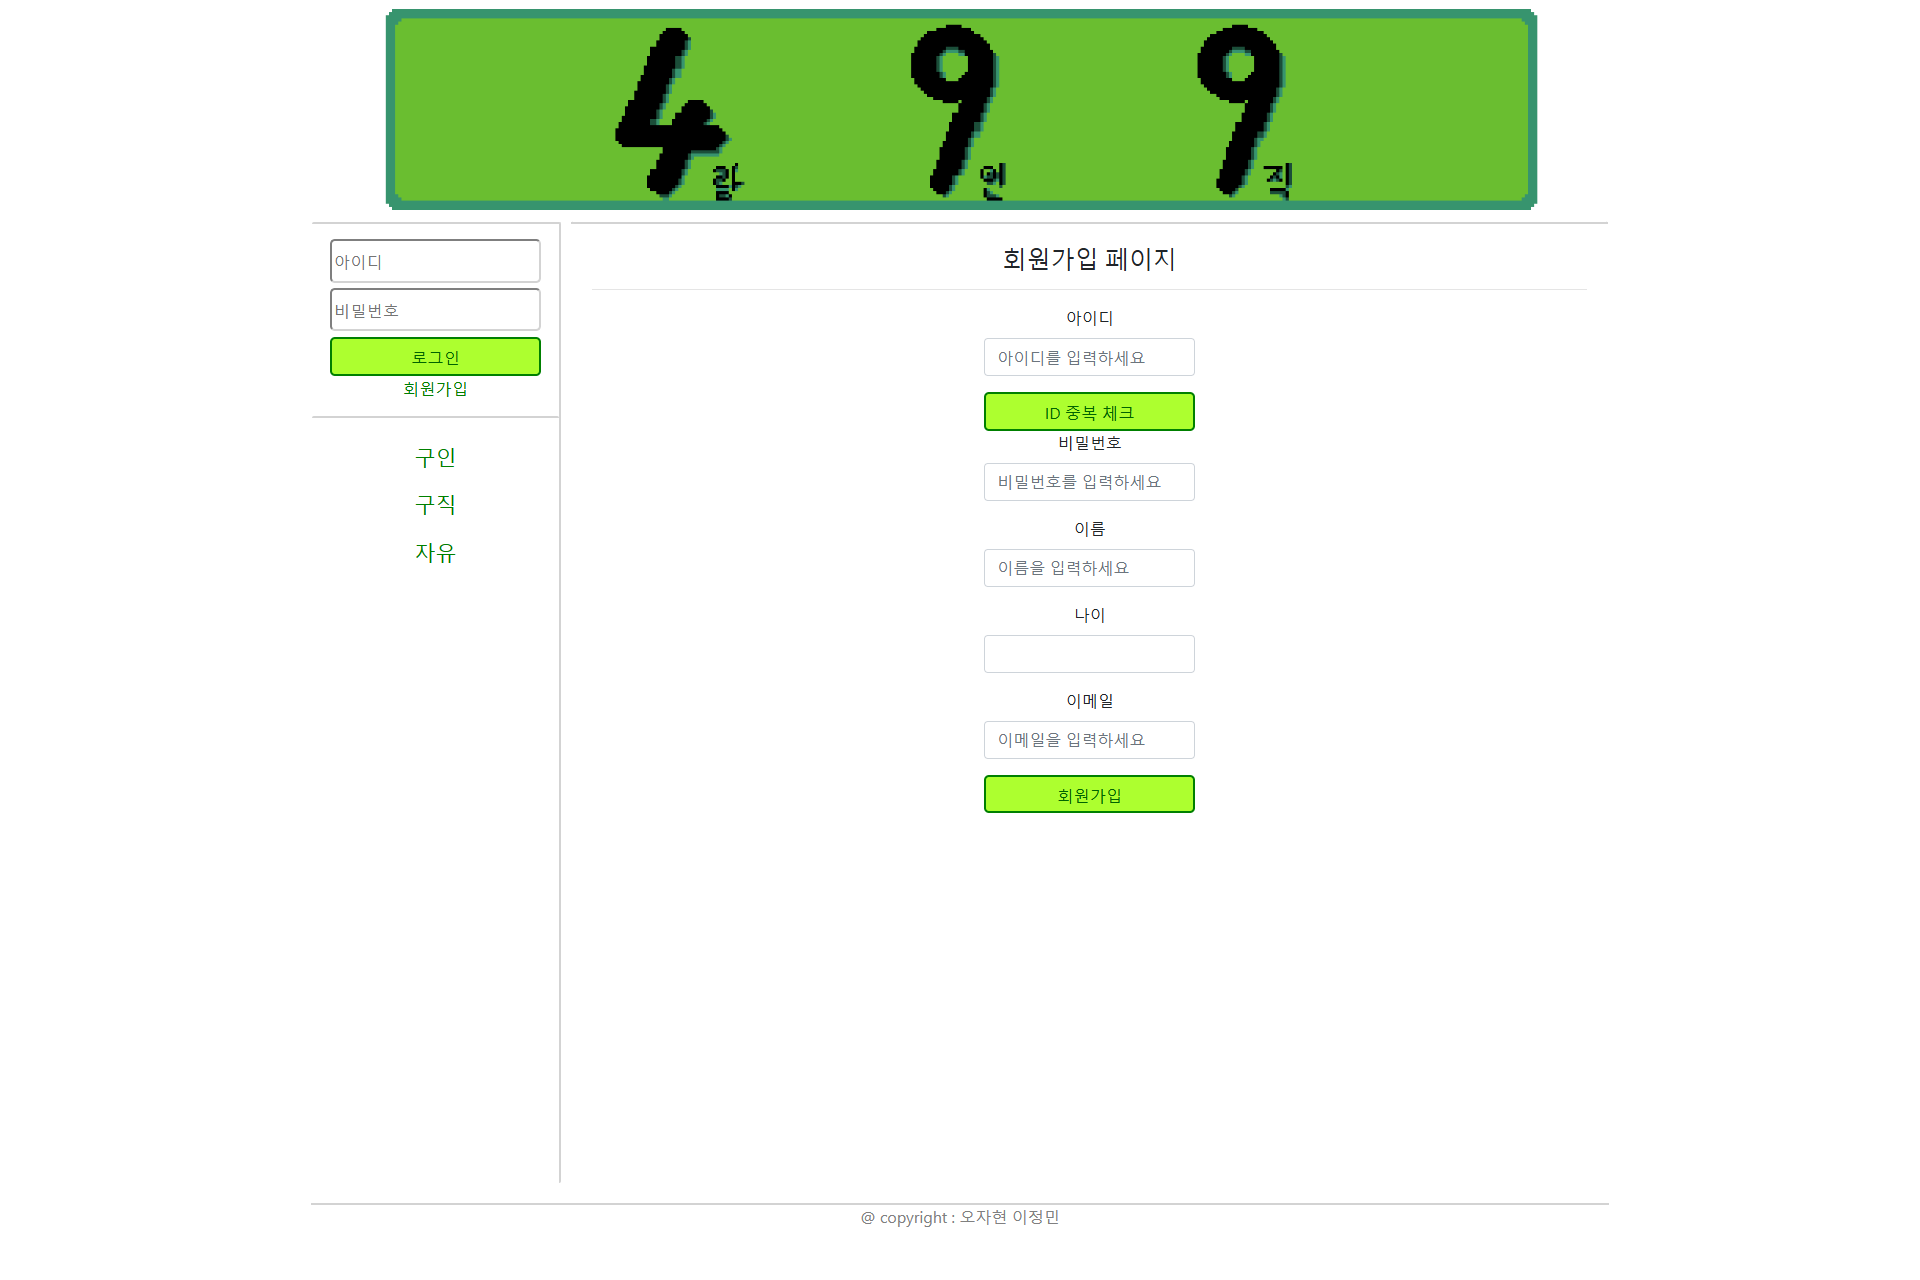 4 9 9
아이디
비밀번호
로그인
회원가입
구인
구직
자유
회원가입 페이지
아이디
아이디를 입력하세요
ID 중복 체크
비밀번호
비밀번호를 입력하세요
이름
이름을 입력하세요
나이
이메일
이메일을 입력하세요
회원가입
@ copyright : 오자현 이정민